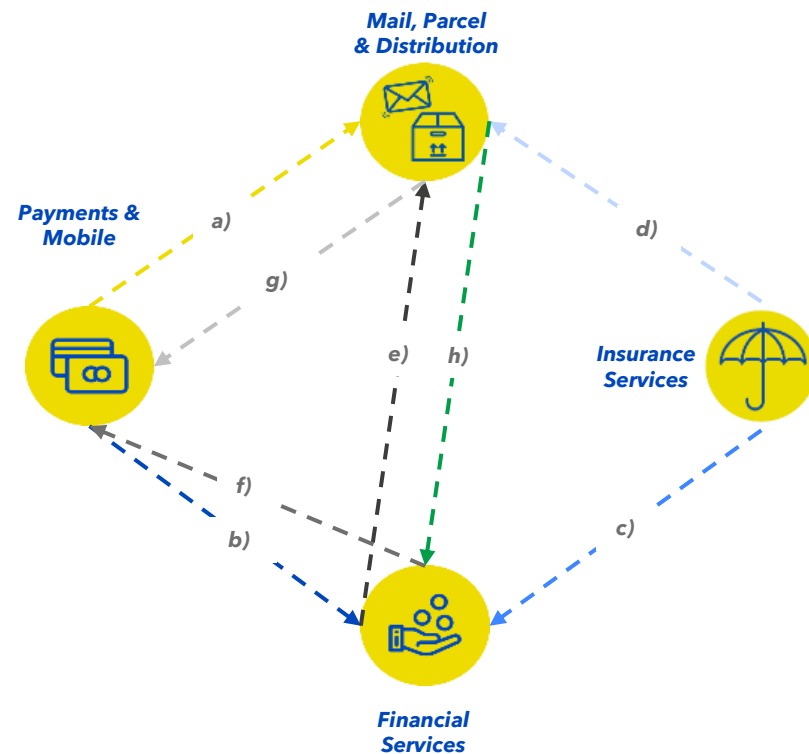 Mail, Parcel
& Distribution
Payments &
Mobile
a)
d)
g)
e)
h)
Insurance
Services
f)
b)
c)
Financial
Services